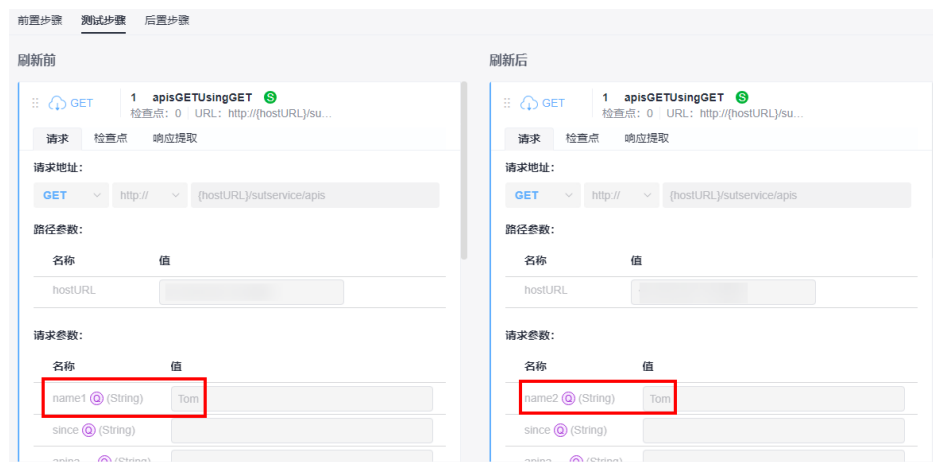 前置步骤 测试步骤 后置步骤
刷新前
GET
1 apisGETUsingGET S
检查点: 0 URL: http://{hostURL}/su...
请求 检查点 响应提取
请求地址:
GET http:// {hostURL}/sutservice/apis
路径参数:
名称 值
hostURL
请求参数:
名称 值
name1 Q (String) Tom
since Q (String)
Q (String)
刷新后
GET
1 apisGETUsingGET S
检查点: 0 URL: http://{hostURL}/su...
请求 检查点 响应提取
请求地址:
GET http:// {hostURL}/sutservice/apis
路径参数:
名称 值
hostURL
请求参数:
名称 值
name2 Q (String) Tom
since Q (String)
Q (String)